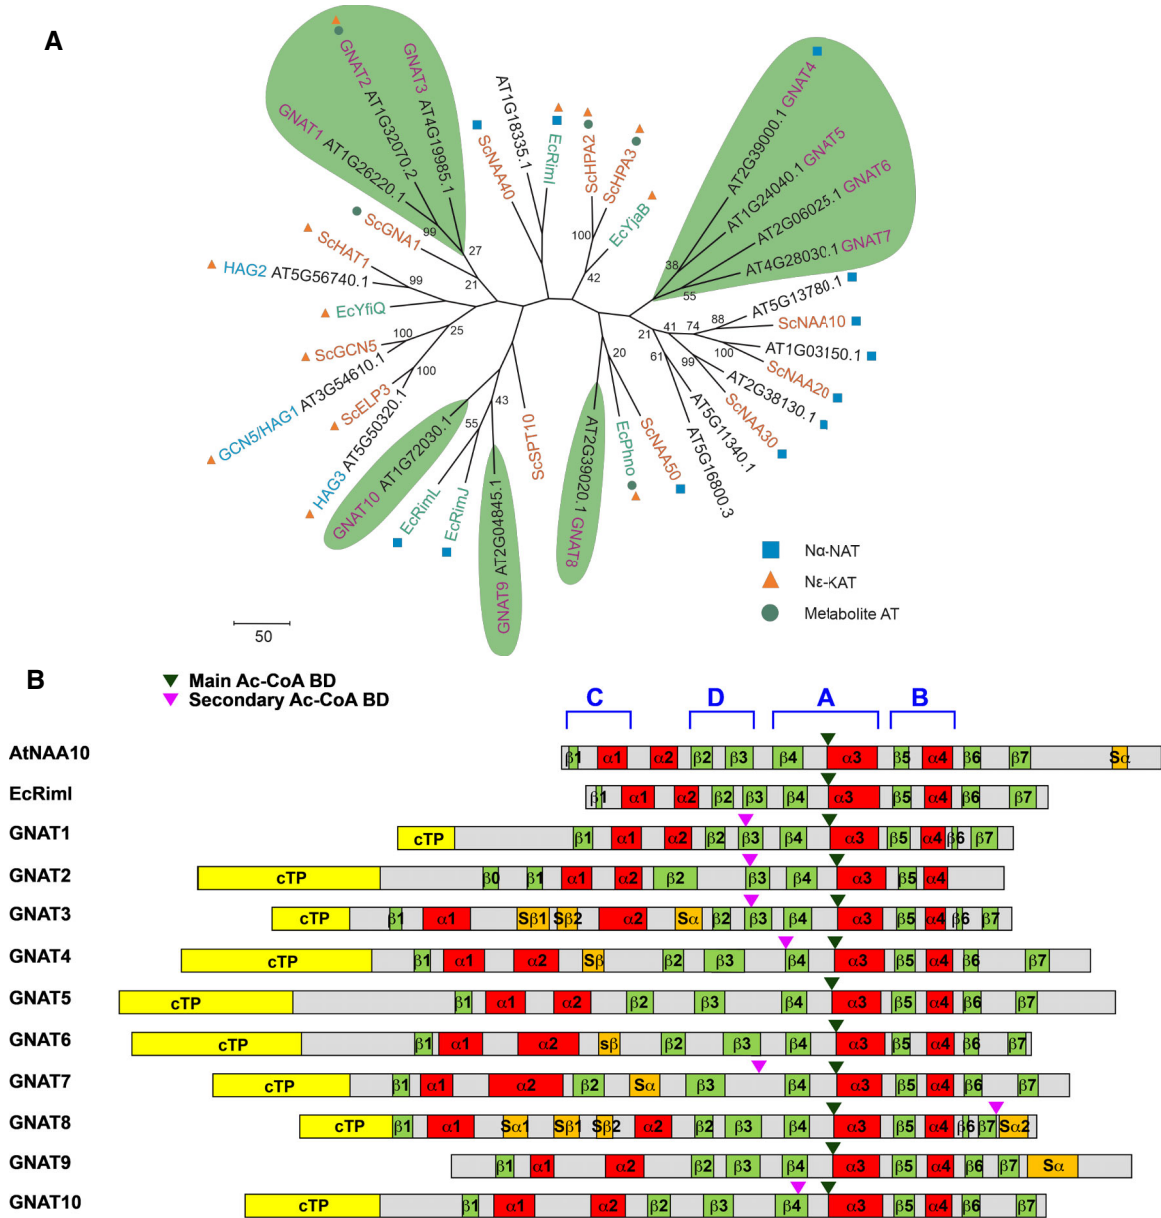 A
GNAT1 AT1G26220.1
GNAT2 AT1G32070.2
GNAT3 AT4G19985.1
99
27
21
ScGNA1
ScHAT1
HAG2 AT5G56740.1
99
EcYfiQ
25
ScGCN5
100
GCN5/HAG1 AT3G54610.1
ScELP3
100
HAG3 AT5G50320.1
GNAT10 AT1G72030.1
EcRimL
55
EcRimJ
43
GNAT9 AT2G04845.1
ScSPT10
ScNAA40
AT1G18335.1
EcRimI
ScHPA2
ScHPA3
100
EcYjaB
42
AT2G39000.1 GNAT4
AT1G24040.1 GNAT5
AT2G06025.1 GNAT6
AT4G28030.1 GNAT7
38
55
AT5G13780.1
ScNAA10
88
AT1G03150.1
ScNAA20
100
74
41
21
AT2G38130.1
ScNAA30
99
61
AT5G11340.1
AT5G16800.3
ScNAA50
20
EcPhno
AT2G39020.1 GNAT8
Nα-NAT
Nε-KAT
Metabolite AT
50
B
Main Ac-CoA BD
Secondary Ac-CoA BD
C D A B
AtNAA10 β1 α1 α2 β2 β3 β4 α3 β5 α4 β6 β7 Sα
EcRimI β1 α1 α2 β2 β3 β4 α3 β5 α4 β6 β7
GNAT1 cTP β1 α1 α2 β2 β3 β4 α3 β5 α4 β6 β7
GNAT2 cTP β0 β1 α1 α2 β2 β3 β4 α3 β5 α4
GNAT3 cTP β1 α1 Sβ1 Sβ2 α2 Sα β2 β3 β4 α3 β5 α4 β6 β7
GNAT4 cTP β1 α1 α2 Sβ β2 β3 β4 α3 β5 α4 β6 β7
GNAT5 cTP β1 α1 α2 β2 β3 β4 α3 β5 α4 β6 β7
GNAT6 cTP β1 α1 α2 sβ β2 β3 β4 α3 β5 α4 β6 β7
GNAT7 cTP β1 α1 α2 β2 Sα β3 β4 α3 β5 α4 β6 β7
GNAT8 cTP β1 α1 Sα1 Sβ1 Sβ2 α2 β2 β3 β4 α3 β5 α4 β6 β7 Sα2
GNAT9 β1 α1 α2 β2 β3 β4 α3 β5 α4 β6 β7 Sα
GNAT10 cTP β1 α1 α2 β2 β3 β4 α3 β5 α4 β6 β7